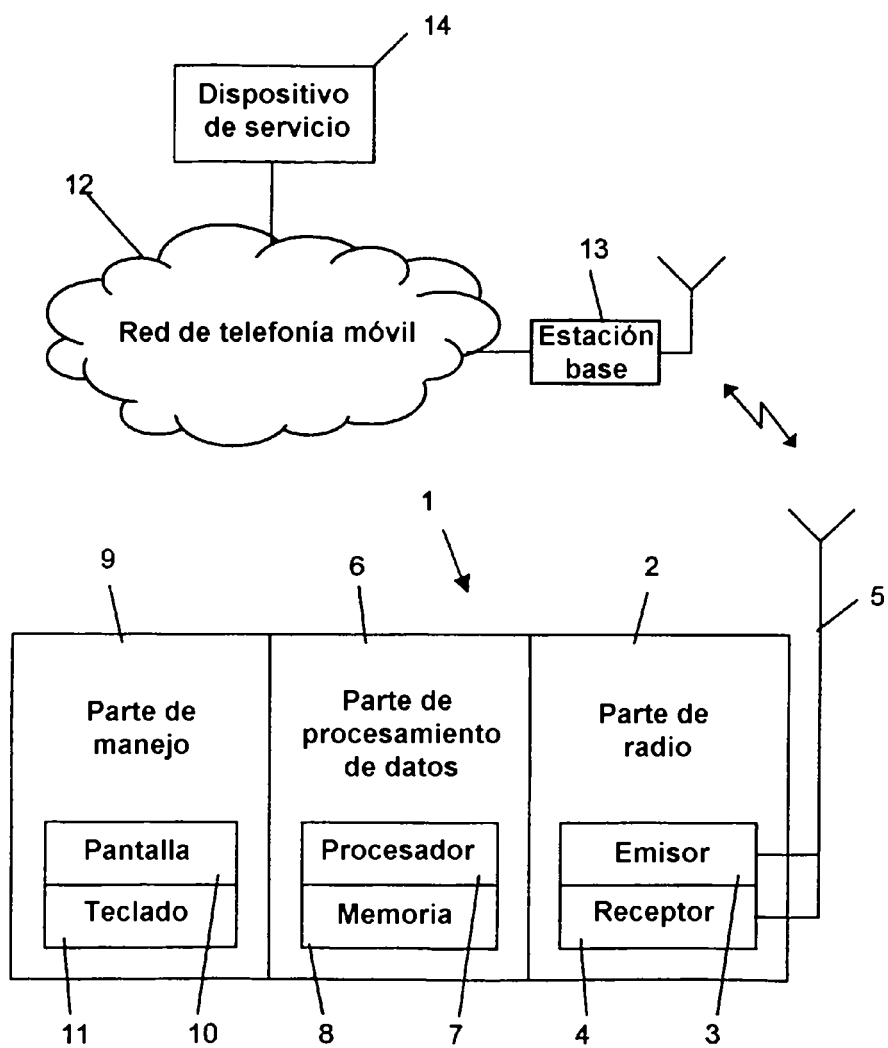 14
Dispositivo
de servicio
12
13
Red de telefonía móvil
Estación
base
1
9
6
2
5
Parte de
manejo
Parte de
procesamiento
de datos
Parte de
radio
Pantalla
Procesador
Emisor
Teclado
Memoria
Receptor
11
10
8
7
4
3